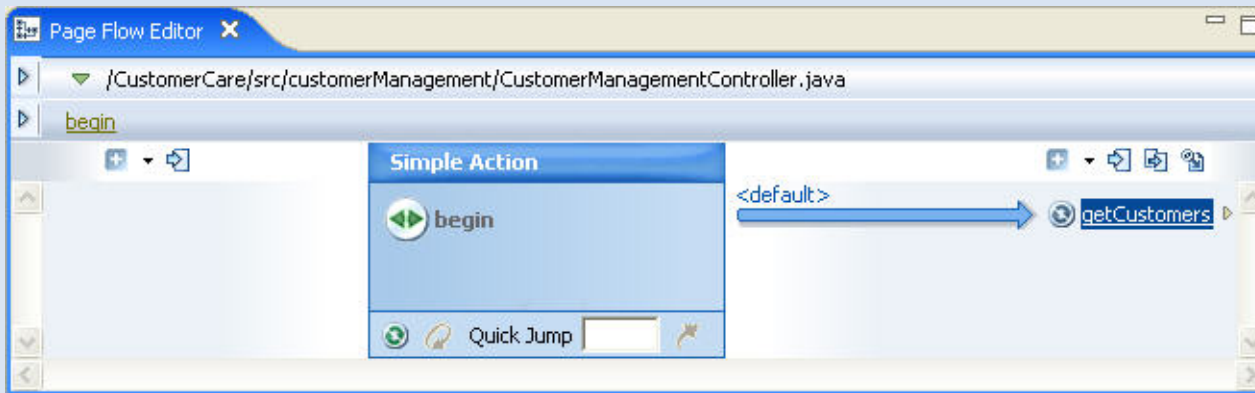 Page Flow Editor
/CustomerCare/src/customerManagement/CustomerManagementController.java
begin
Simple Action
begin
<default>
getCustomers
Quick Jump